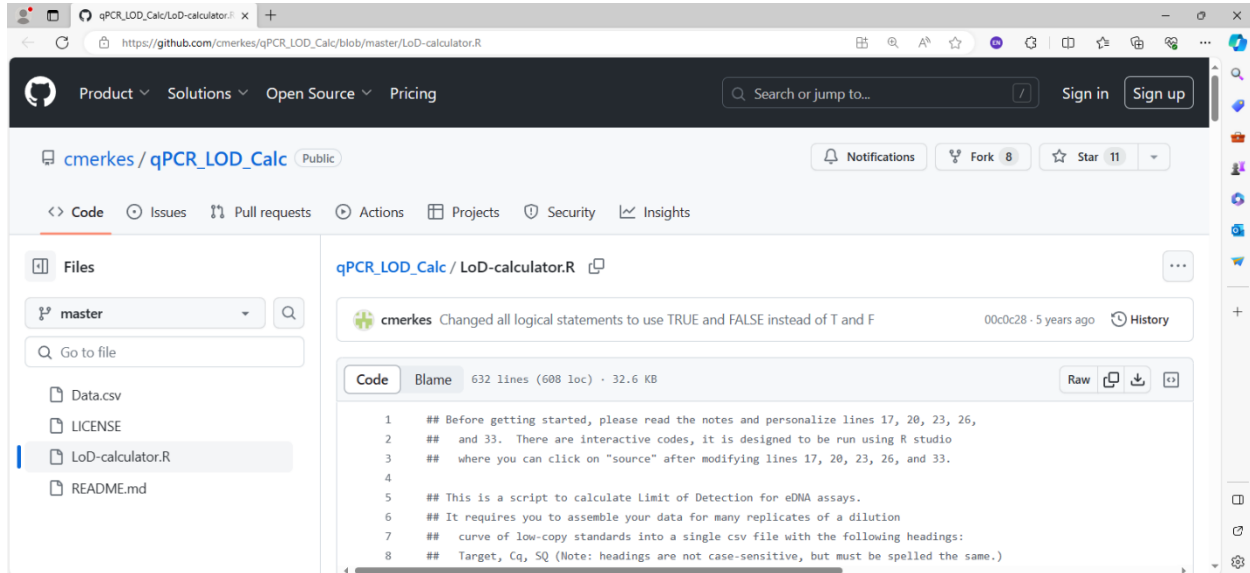 qPCR_LOD_Calc/LoD-calculator.R
https://github.com/cmerkes/qPCR_LOD_Calc/blob/master/LoD-calculator.R
EN
Product Solutions Open Source Pricing
Search or jump to... /
Sign in Sign up
cmerkes / qPCR_LOD_Calc Public
Notifications Fork 8 Star 11
Code Issues Pull requests Actions Projects Security Insights
Files
master
Go to file
Data.csv
LICENSE
LoD-calculator.R
README.md
qPCR_LOD_Calc / LoD-calculator.R
cmerkes Changed all logical statements to use TRUE and FALSE instead of T and F 00c0c28 · 5 years ago History
Code Blame 632 lines (608 loc) · 32.6 KB Raw
1 ## Before getting started, please read the notes and personalize lines 17, 20, 23, 26,
2 ## and 33. There are interactive codes, it is designed to be run using R studio
3 ## where you can click on "source" after modifying lines 17, 20, 23, 26, and 33.
4
5 ## This is a script to calculate Limit of Detection for eDNA assays.
6 ## It requires you to assemble your data for many replicates of a dilution
7 ## curve of low-copy standards into a single csv file with the following headings:
8 ## Target, Cq, SQ (Note: headings are not case-sensitive, but must be spelled the same.)